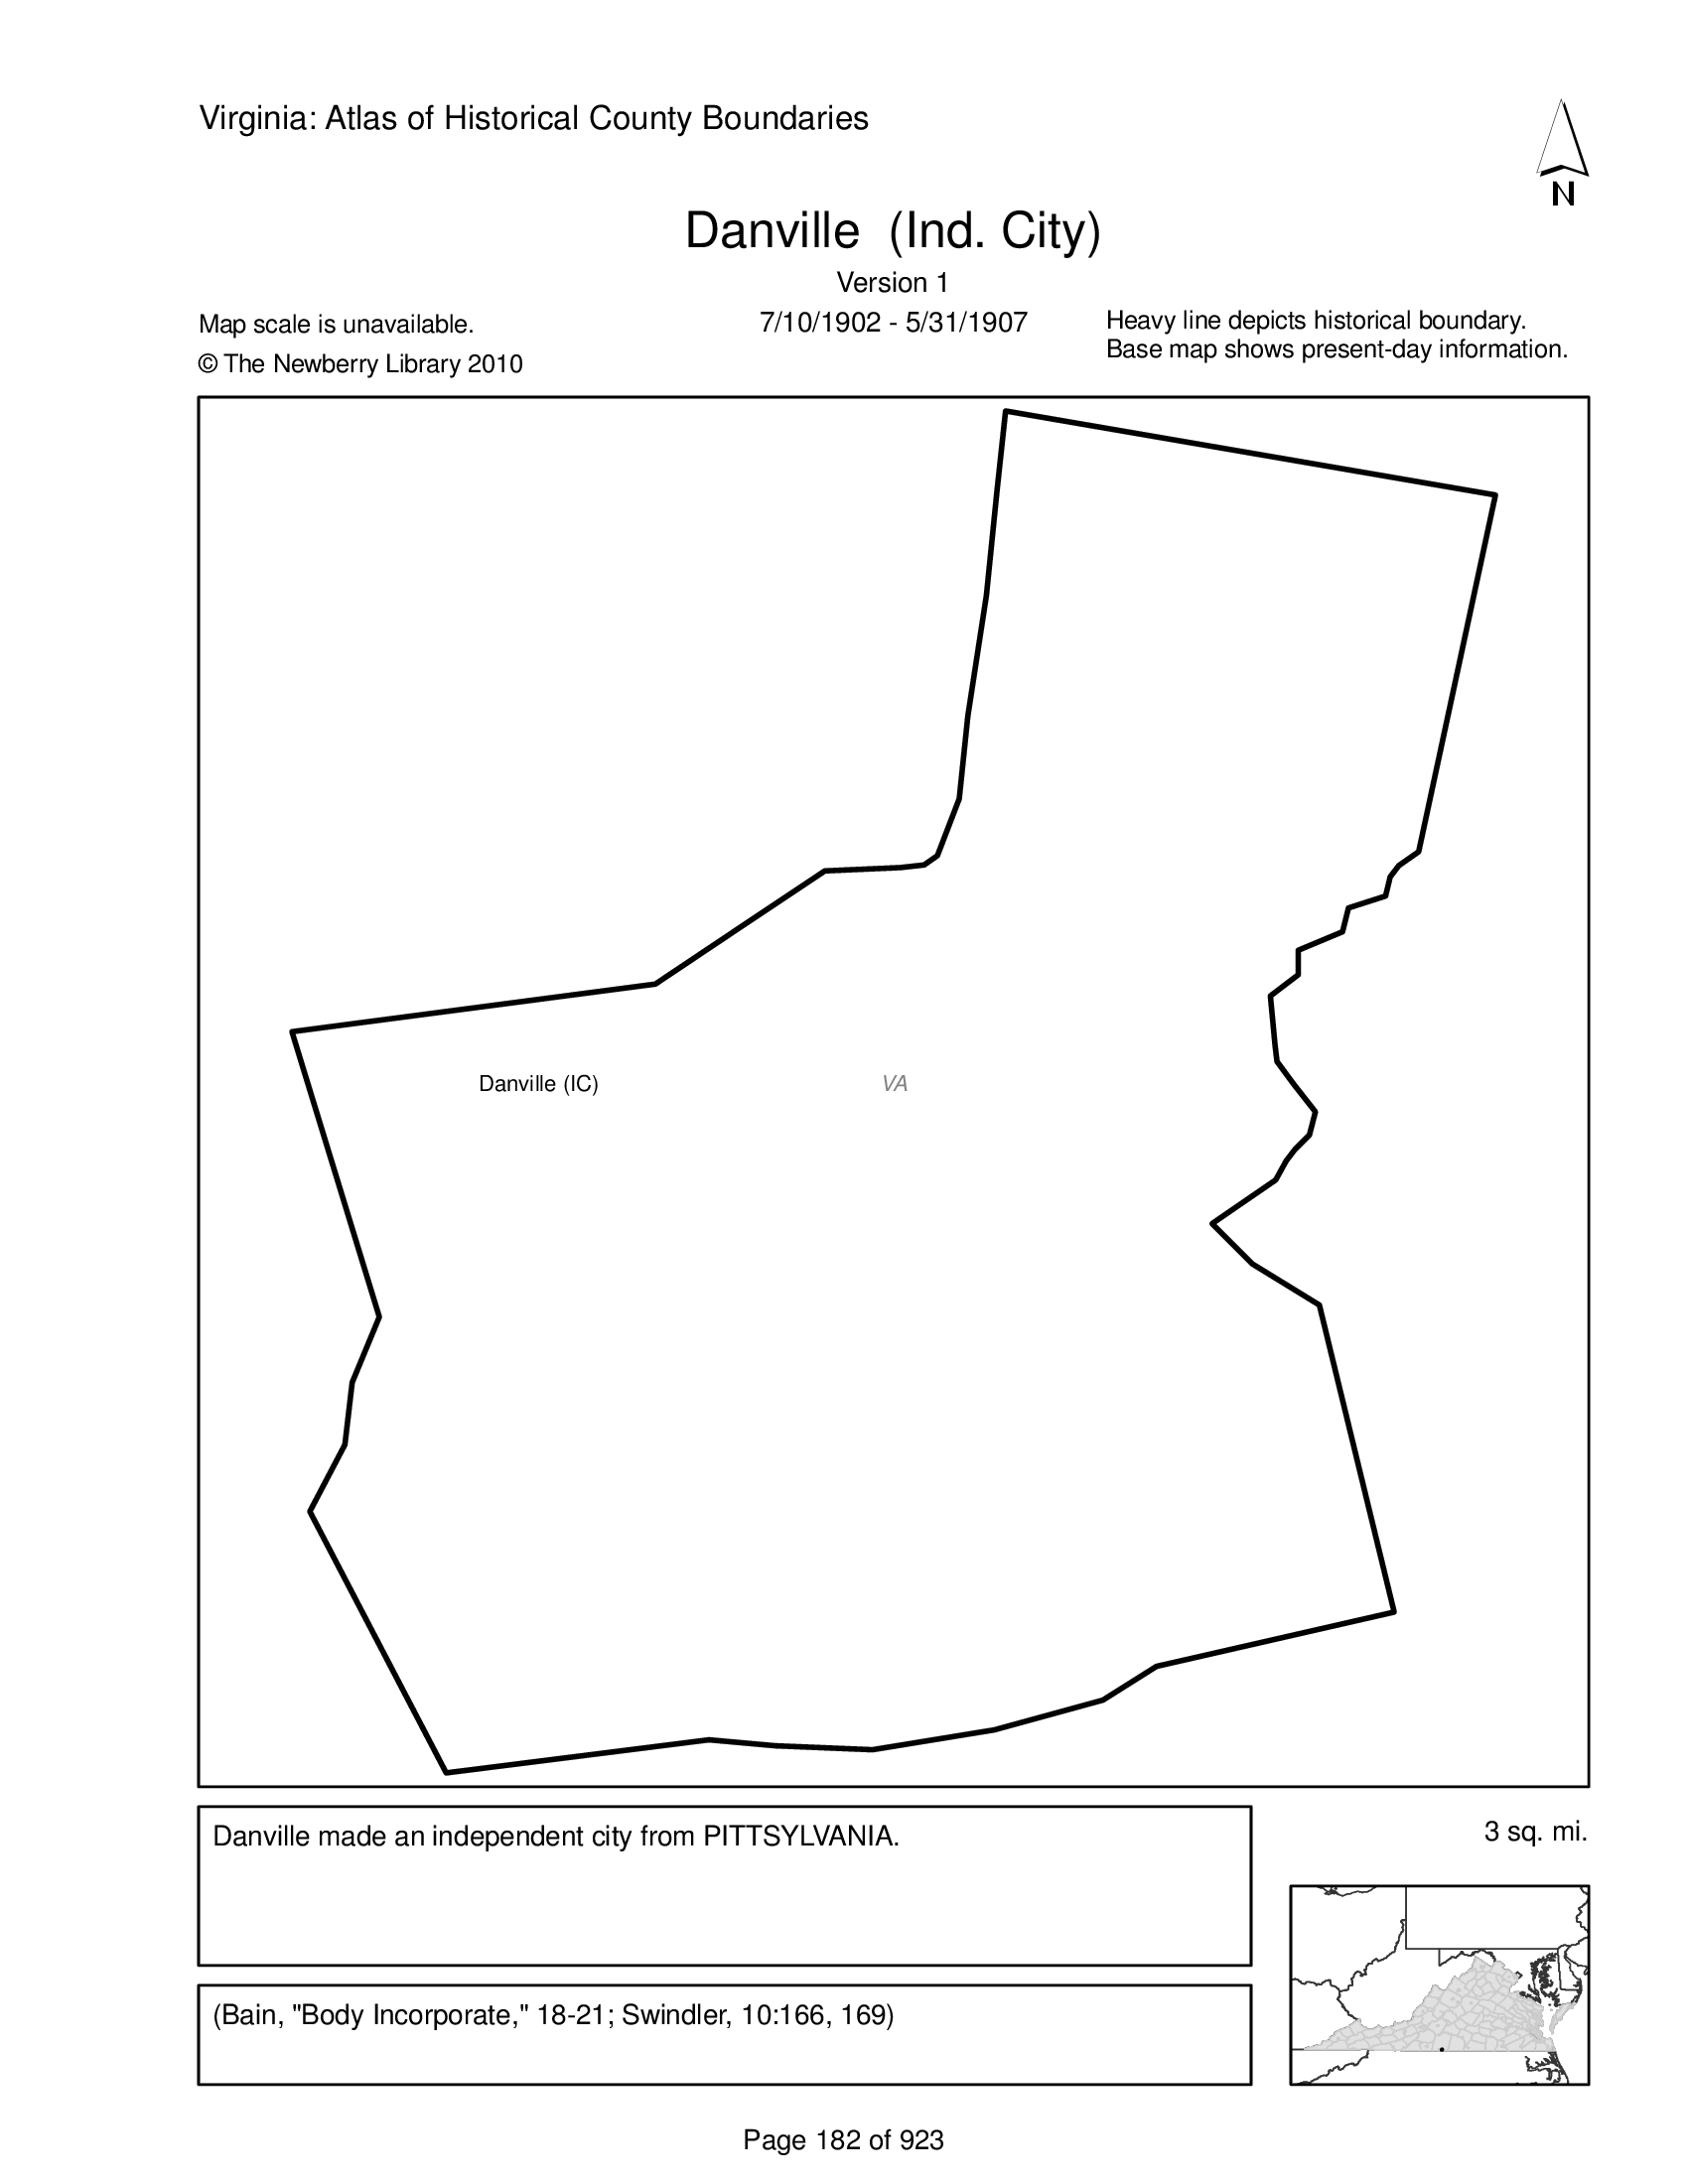 Virginia: Atlas of Historical County Boundaries
N
Danville (Ind. City)
Version 1
Map scale is unavailable.
7/10/1902 - 5/31/1907
Heavy line depicts historical boundary.
© The Newberry Library 2010
Base map shows present-day information.
Danville (IC)
VA
Danville made an independent city from PITTSYLVANIA.
3 sq. mi.
(Bain, "Body Incorporate," 18-21; Swindler, 10:166, 169)
Page 182 of 923